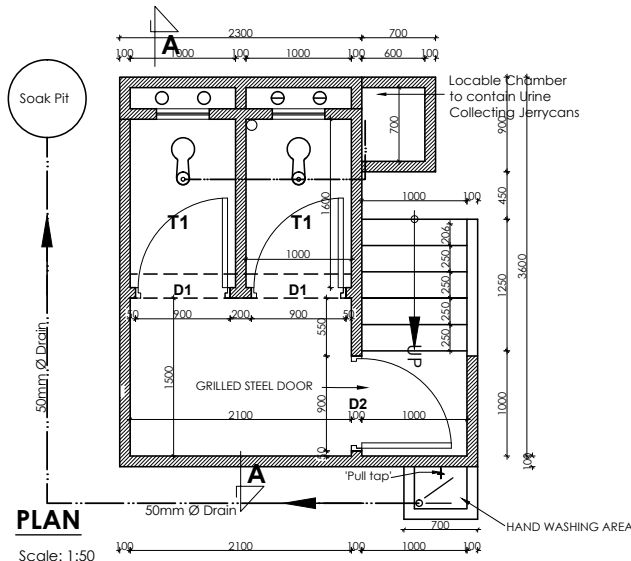 2300
700
A
100
1000
100
1000
100
600
100
Soak Pit
Locable Chamber
to contain Urine
Collecting Jerrycans
700
900
1000
100
450
1600
T1
T1
206
250
250
250
250
1250
3600
1000
D1
D1
50
900
200
900
50
550
UP
50mm Ø Drain
1500
GRILLED STEEL DOOR
900
D2
2100
100
1000
1000
50
100
A
'Pull tap'
50mm Ø Drain
PLAN
700
HAND WASHING AREA
Scale: 1:50
100
2100
100
1000
100